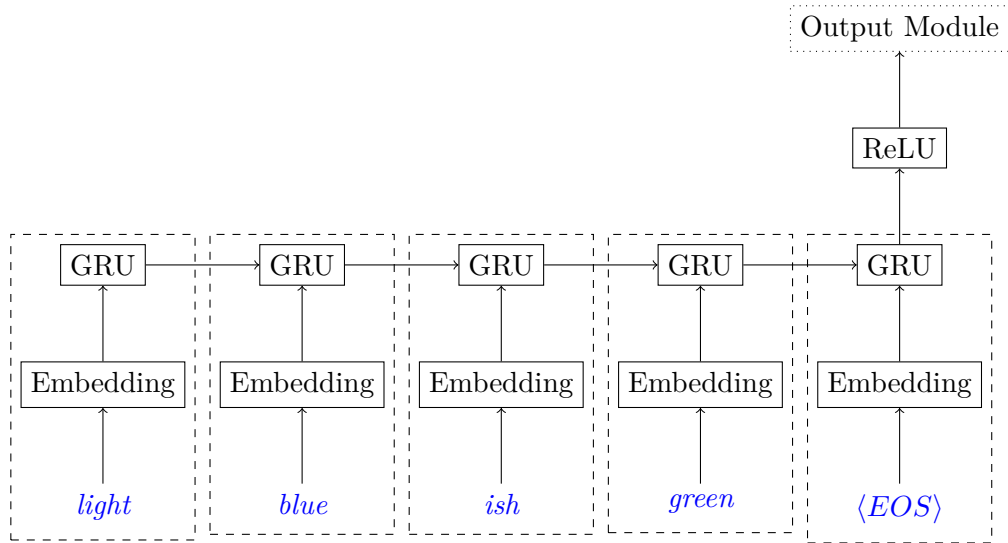 Output Module
ReLU
GRU GRU GRU GRU GRU
Embedding Embedding Embedding Embedding Embedding
light blue ish green ⟨EOS⟩